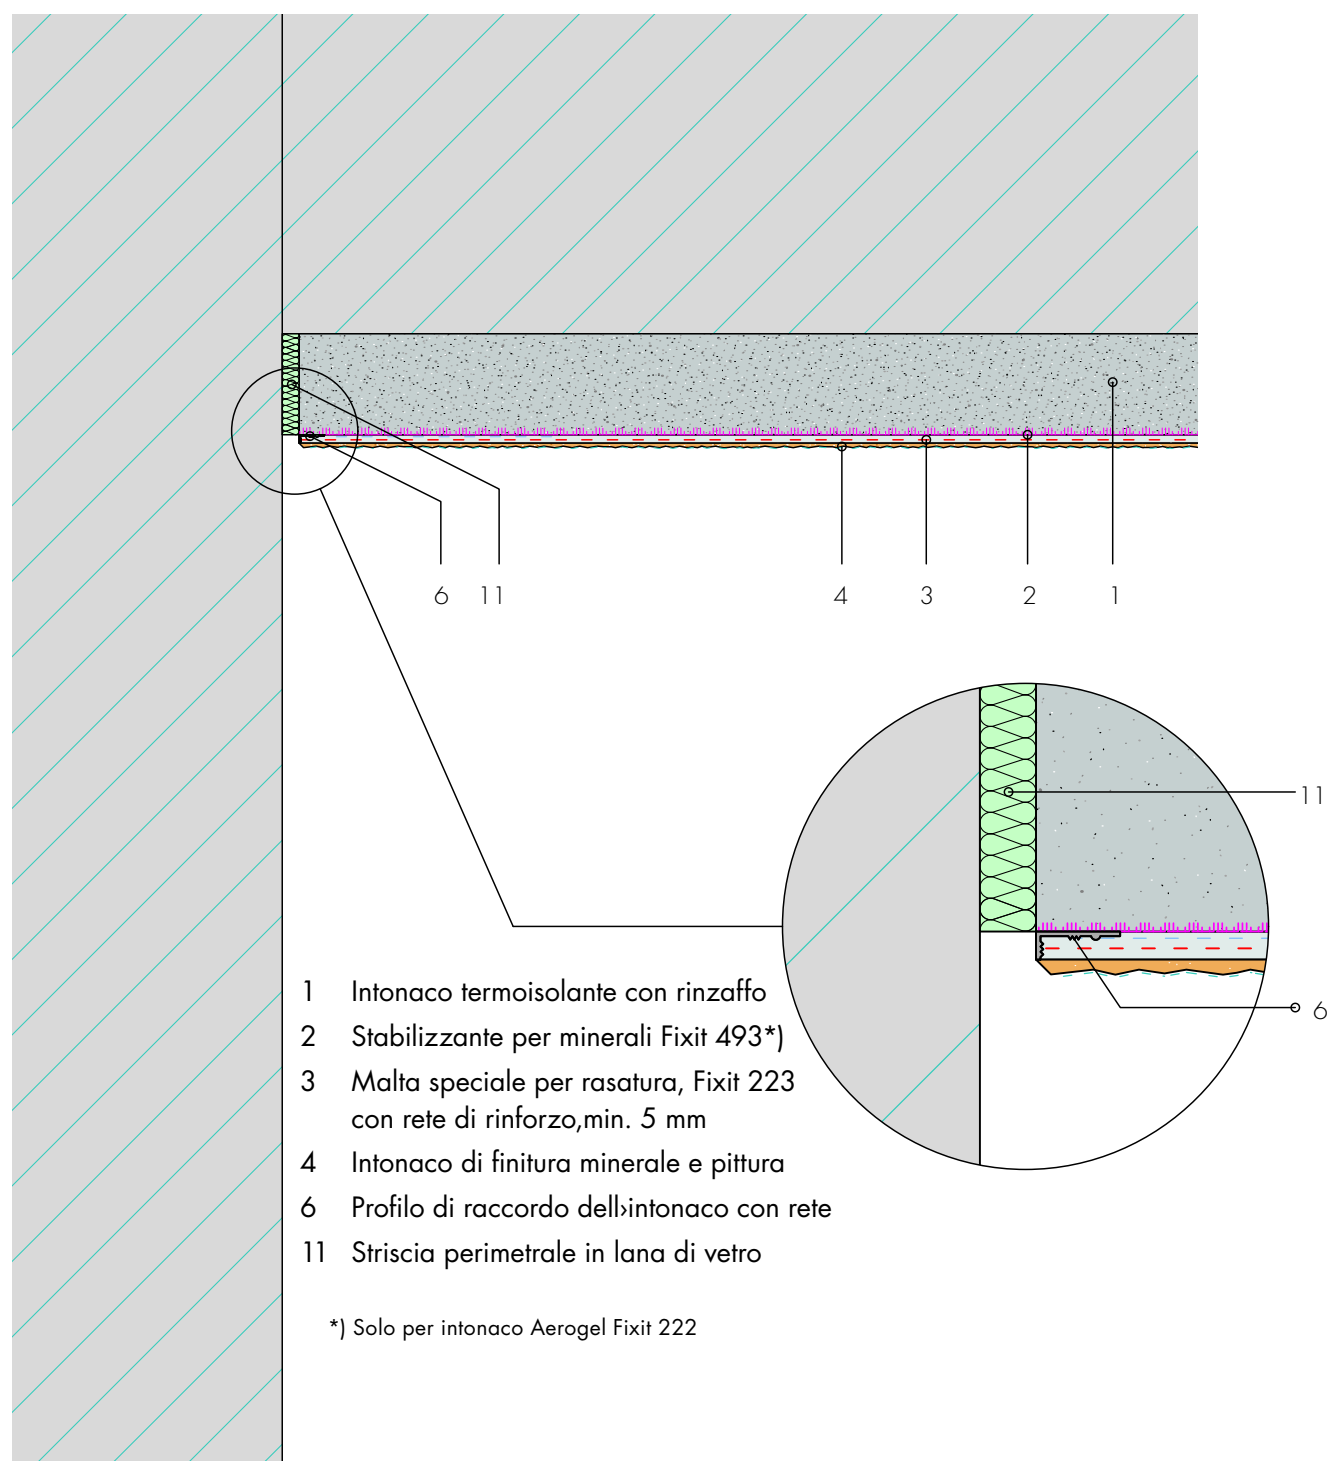 6 11 4 3 2 1
11
6
1 Intonaco termoisolante con rinzaffo
2 Stabilizzante per minerali Fixit 493*)
3 Malta speciale per rasatura, Fixit 223
con rete di rinforzo,min. 5 mm
4 Intonaco di finitura minerale e pittura
6 Profilo di raccordo dell›intonaco con rete
11 Striscia perimetrale in lana di vetro
*) Solo per intonaco Aerogel Fixit 222